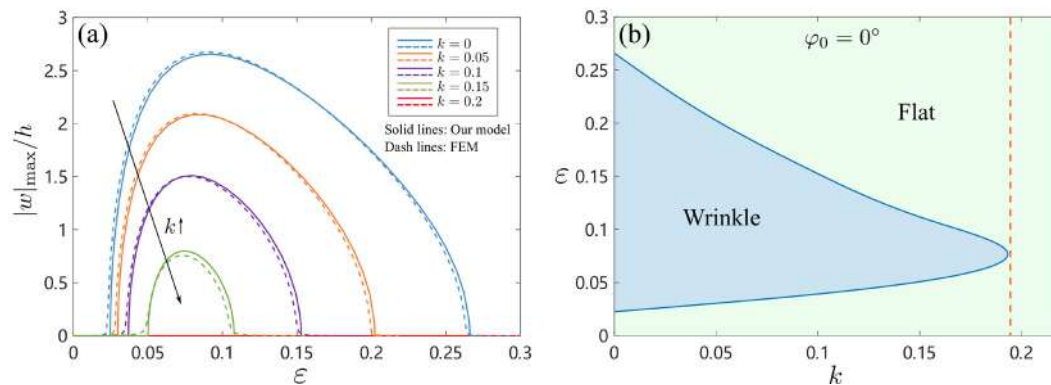 (a)
|w|max/h
3
2.5
2
1.5
1
0.5
0
0
0.05
0.1
0.15
0.2
0.25
0.3
ε
k = 0
k = 0.05
k = 0.1
k = 0.15
k = 0.2
Solid lines: Our model
Dash lines: FEM
k↑
(b)
φ₀ = 0°
Flat
Wrinkle
ε
0.3
0.25
0.2
0.15
0.1
0.05
0
0
0.05
0.1
0.15
0.2
k